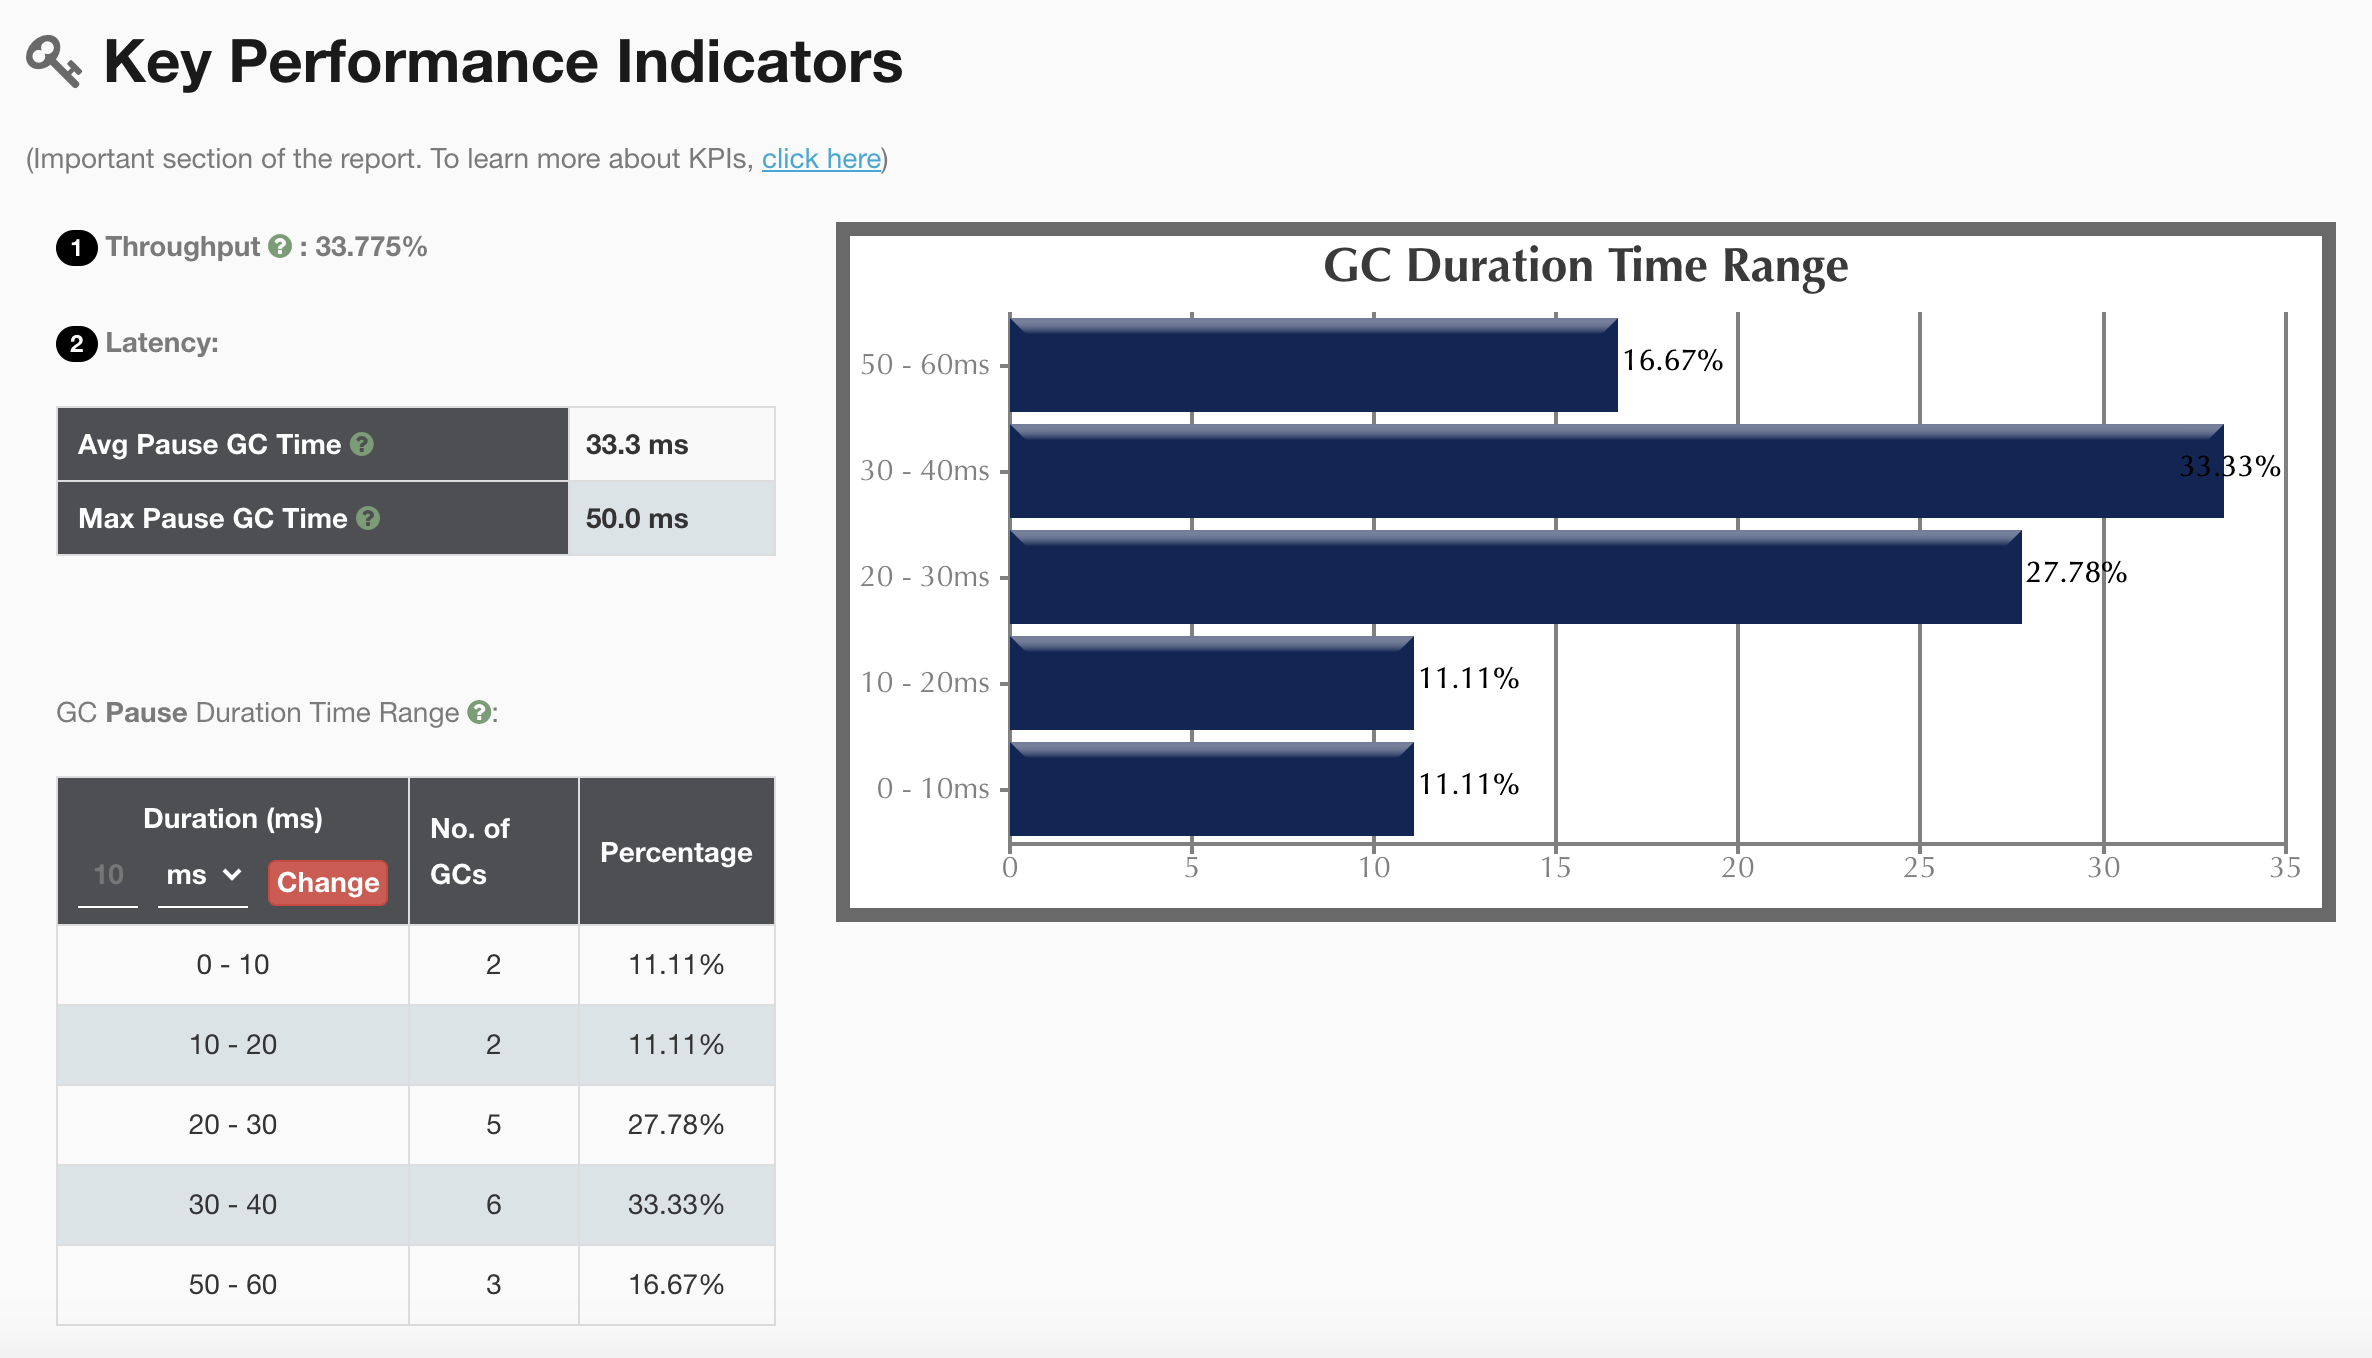 Key Performance Indicators
(Important section of the report. To learn more about KPIs, click here)
1 Throughput ? : 33.775%
2 Latency:
Avg Pause GC Time ? 33.3 ms
Max Pause GC Time ? 50.0 ms
GC Pause Duration Time Range ?:
Duration (ms)
10 ms Change
No. of
GCs
Percentage
0 - 10 2 11.11%
10 - 20 2 11.11%
20 - 30 5 27.78%
30 - 40 6 33.33%
50 - 60 3 16.67%
GC Duration Time Range
50 - 60ms 16.67%
30 - 40ms 33.33%
20 - 30ms 27.78%
10 - 20ms 11.11%
0 - 10ms 11.11%
0 5 10 15 20 25 30 35